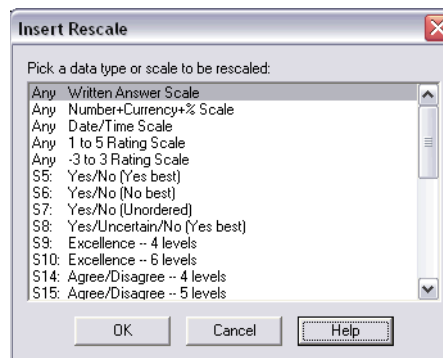 Insert Rescale
Pick a data type or scale to be rescaled:
Any Written Answer Scale
Any Number+Currency+% Scale
Any Date/Time Scale
Any 1 to 5 Rating Scale
Any -3 to 3 Rating Scale
S5: Yes/No (Yes best)
S6: Yes/No (No best)
S7: Yes/No (Unordered)
S8: Yes/Uncertain/No (Yes best)
S9: Excellence -- 4 levels
S10: Excellence -- 6 levels
S14: Agree/Disagree -- 4 levels
S15: Agree/Disagree -- 5 levels
OK Cancel Help